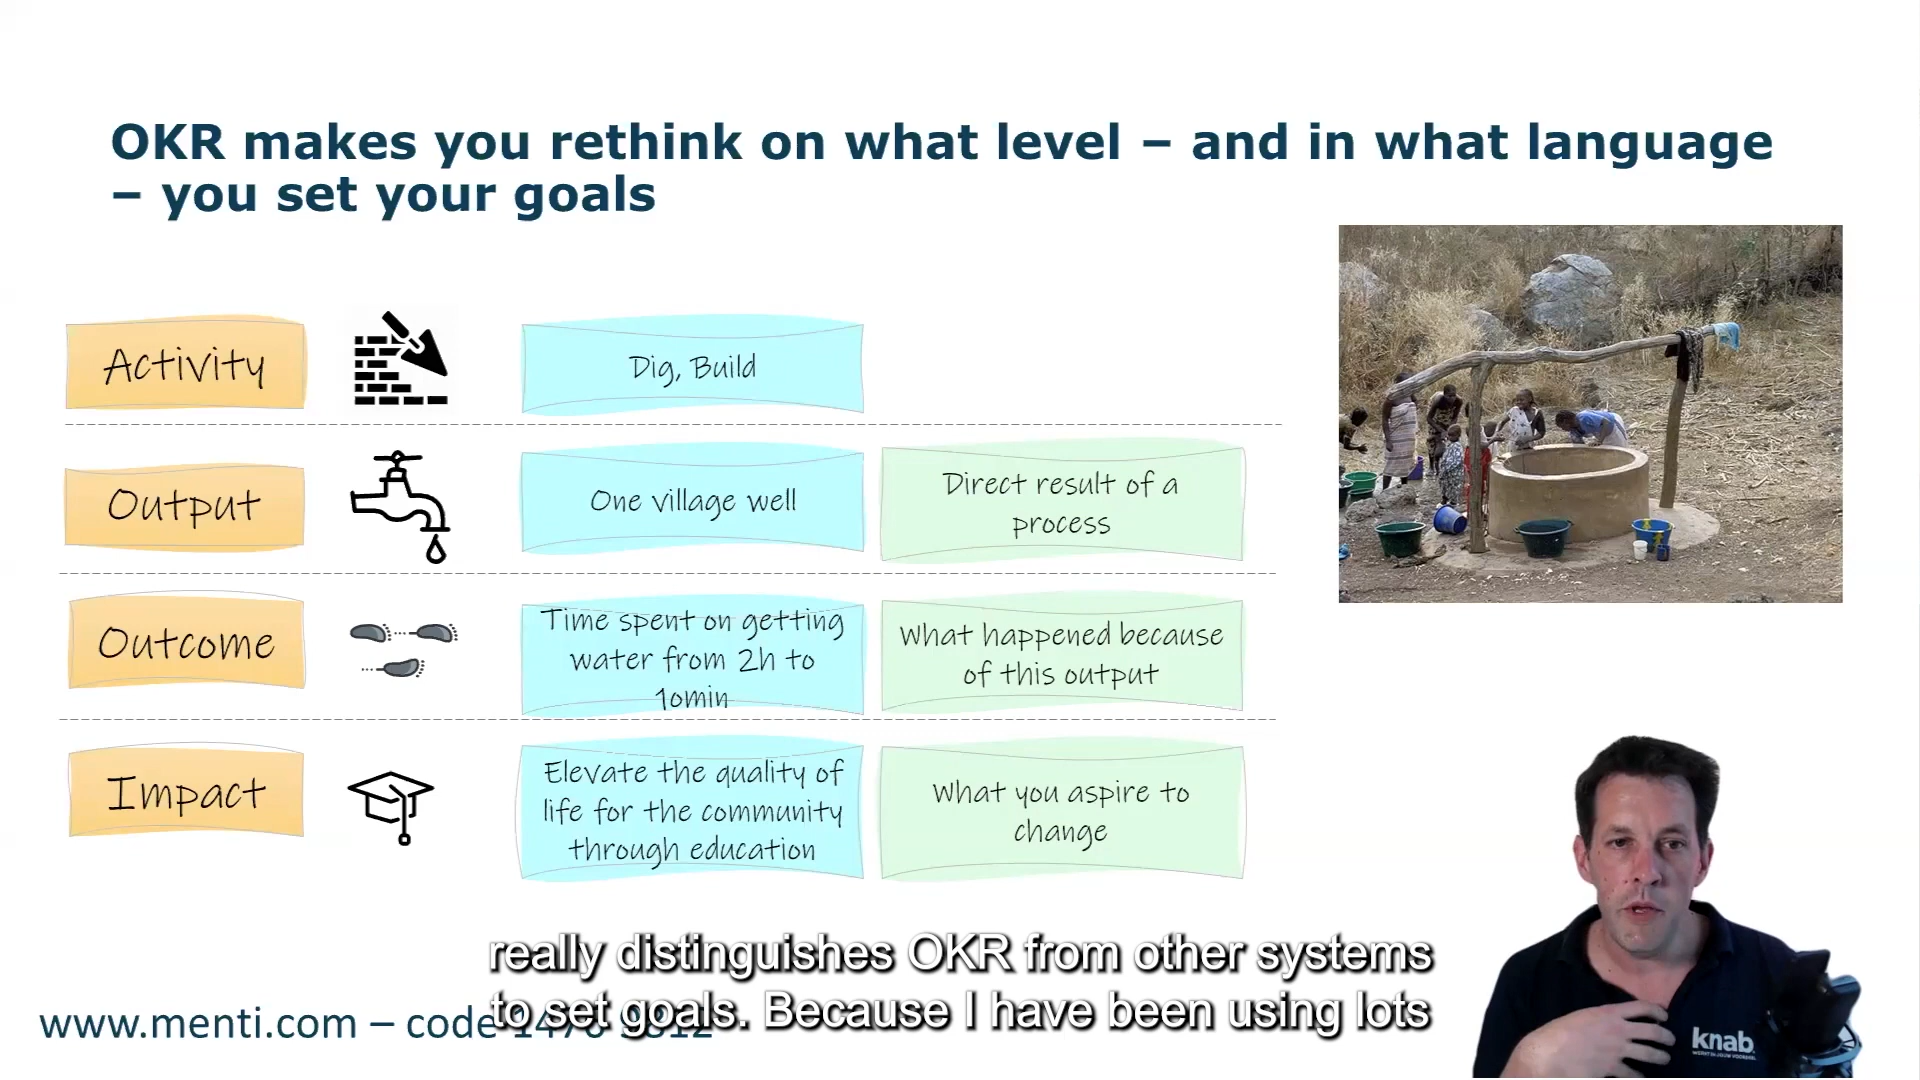 OKR makes you rethink on what level – and in what language
– you set your goals
Activity
Dig, Build
Output
One village well
Direct result of a
process
Outcome
Time spent on getting
water from 2h to
10min
What happened because
of this output
Impact
Elevate the quality of
life for the community
through education
What you aspire to
change
really distinguishes OKR from other systems
to set goals. Because I have been using lots
www.menti.com – code
knab